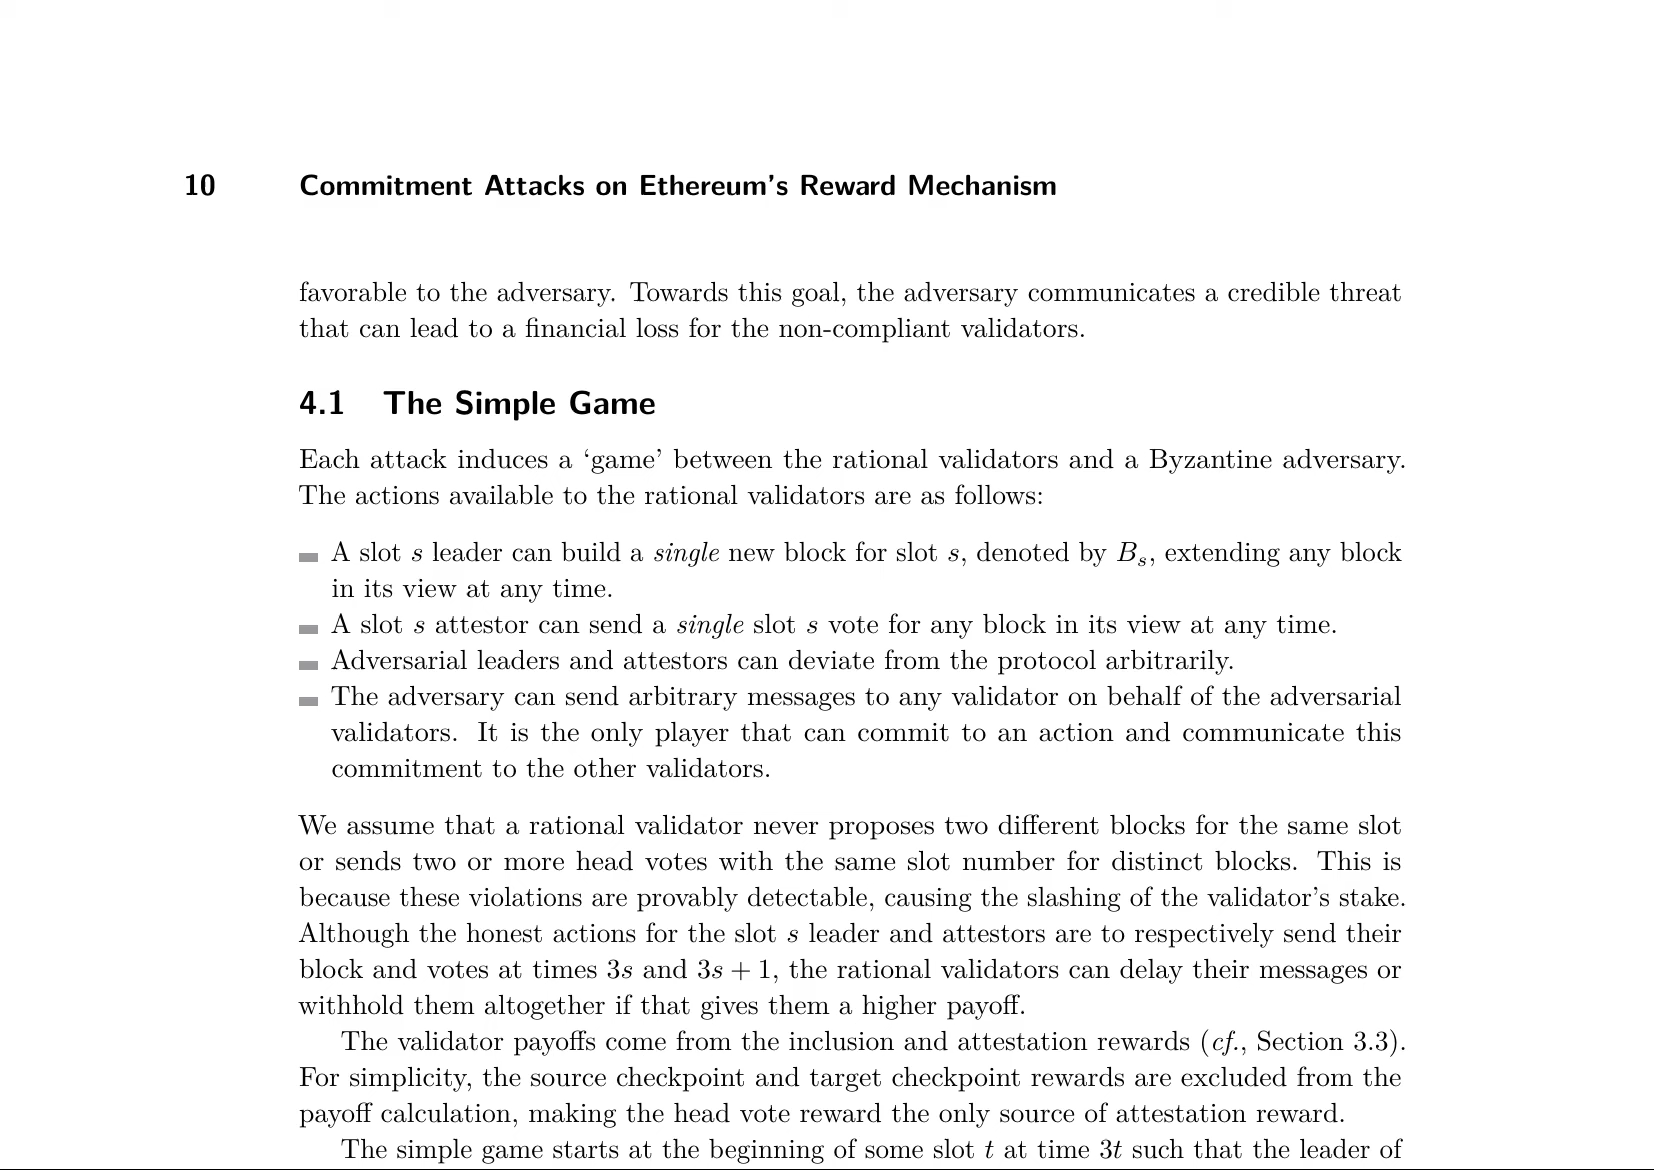 10 Commitment Attacks on Ethereum's Reward Mechanism
favorable to the adversary. Towards this goal, the adversary communicates a credible threat
that can lead to a financial loss for the non-compliant validators.
4.1 The Simple Game
Each attack induces a ‘game’ between the rational validators and a Byzantine adversary.
The actions available to the rational validators are as follows:
A slot s leader can build a single new block for slot s, denoted by Bₛ, extending any block
in its view at any time.
A slot s attestor can send a single slot s vote for any block in its view at any time.
Adversarial leaders and attestors can deviate from the protocol arbitrarily.
The adversary can send arbitrary messages to any validator on behalf of the adversarial
validators. It is the only player that can commit to an action and communicate this
commitment to the other validators.
We assume that a rational validator never proposes two different blocks for the same slot
or sends two or more head votes with the same slot number for distinct blocks. This is
because these violations are provably detectable, causing the slashing of the validator's stake.
Although the honest actions for the slot s leader and attestors are to respectively send their
block and votes at times 3s and 3s + 1, the rational validators can delay their messages or
withhold them altogether if that gives them a higher payoff.
The validator payoffs come from the inclusion and attestation rewards (cf., Section 3.3).
For simplicity, the source checkpoint and target checkpoint rewards are excluded from the
payoff calculation, making the head vote reward the only source of attestation reward.
The simple game starts at the beginning of some slot t at time 3t such that the leader of